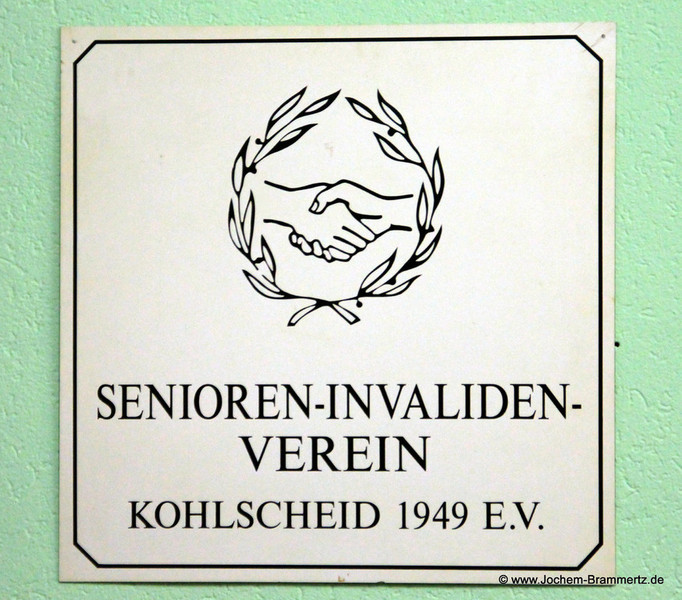 SENIOREN-INVALIDEN-
VEREIN
KOHLSCHEID 1949 E.V.
© www.Jochem-Brammertz.de